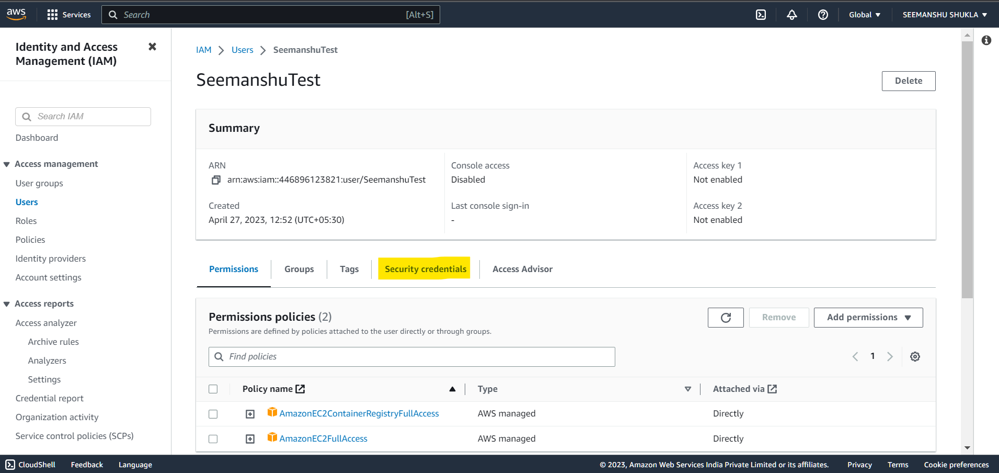 aws Services Search [Alt+S] Global SEEMANSHU SHUKLA
Identity and Access
Management (IAM)
Search IAM
Dashboard
Access management
User groups
Users
Roles
Policies
Identity providers
Account settings
Access reports
Access analyzer
Archive rules
Analyzers
Settings
Credential report
Organization activity
Service control policies (SCPs)
IAM Users SeemanshuTest
SeemanshuTest
Delete
Summary
ARN
arn:aws:iam::446896123821:user/SeemanshuTest
Created
April 27, 2023, 12:52 (UTC+05:30)
Console access
Disabled
Last console sign-in
-
Access key 1
Not enabled
Access key 2
Not enabled
Permissions Groups Tags Security credentials Access Advisor
Permissions policies (2)
Permissions are defined by policies attached to the user directly or through groups.
Remove Add permissions
Find policies
1
Policy name Type Attached via
AmazonEC2ContainerRegistryFullAccess AWS managed Directly
AmazonEC2FullAccess AWS managed Directly
CloudShell Feedback Language © 2023, Amazon Web Services India Private Limited or its affiliates. Privacy Terms Cookie preferences